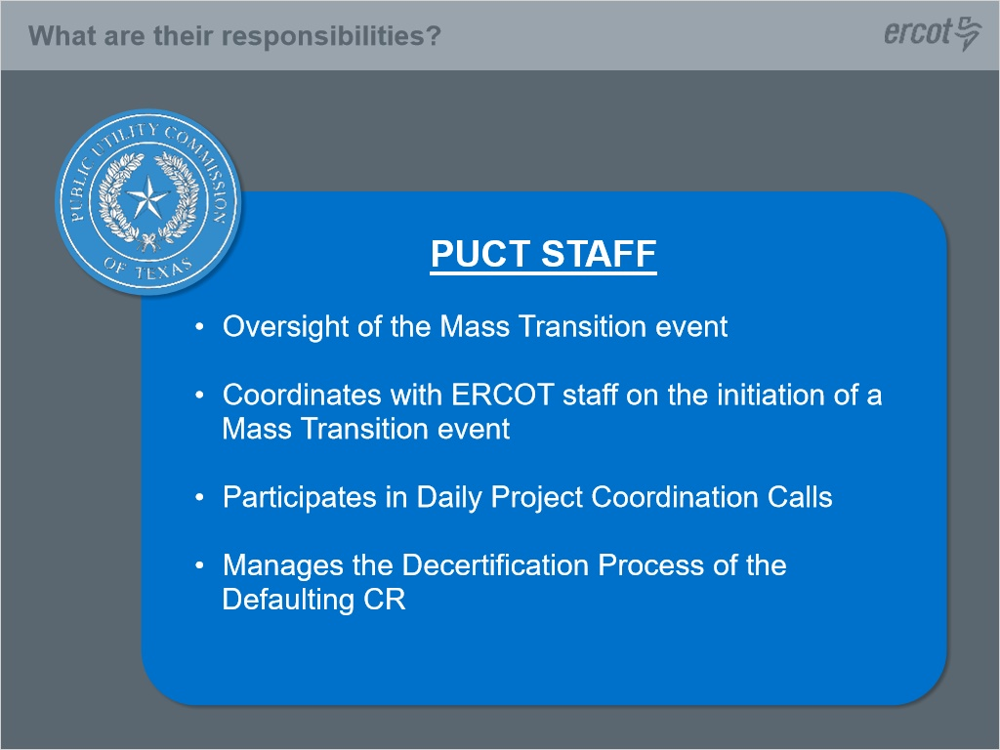 What are their responsibilities?
ercot
PUBLIC UTILITY COMMISSION
OF TEXAS
PUCT STAFF
• Oversight of the Mass Transition event
• Coordinates with ERCOT staff on the initiation of a
Mass Transition event
• Participates in Daily Project Coordination Calls
• Manages the Decertification Process of the
Defaulting CR